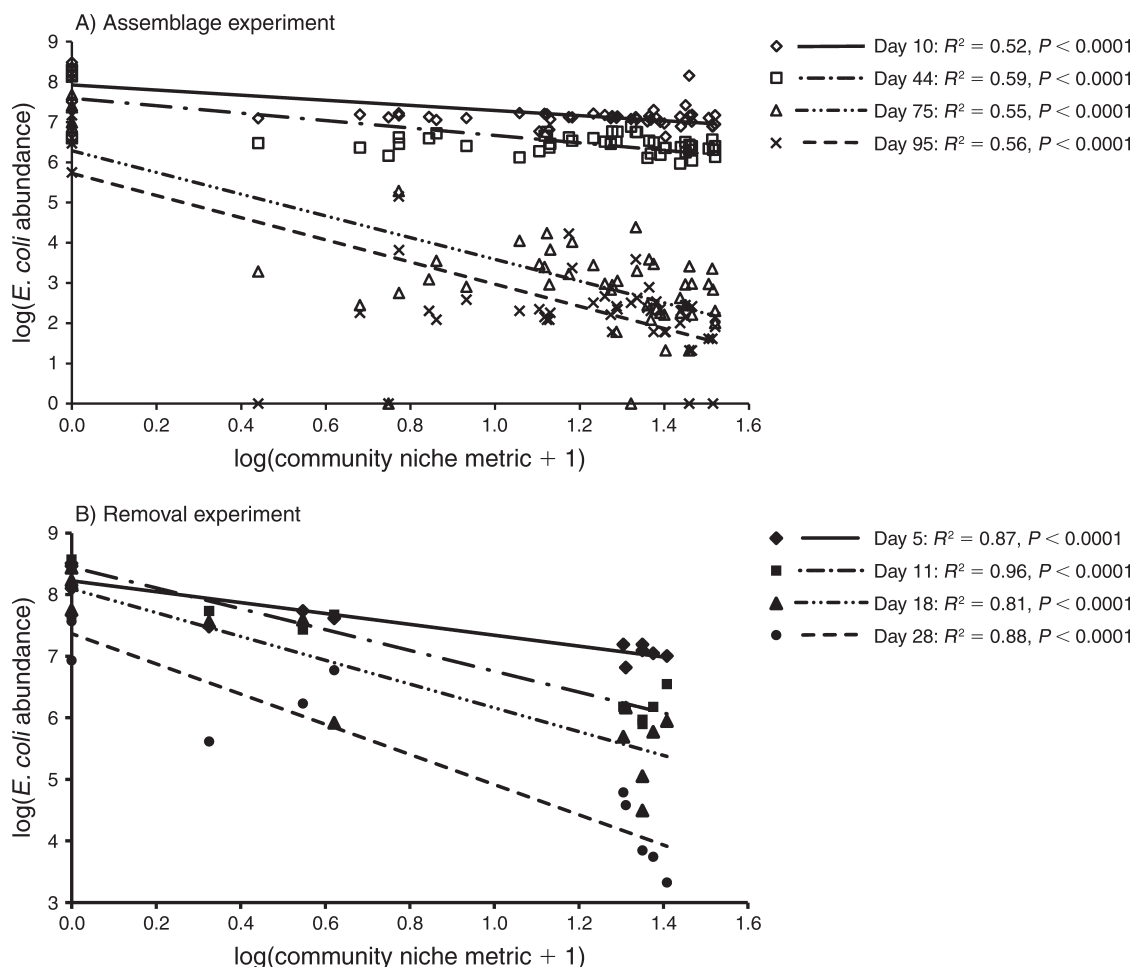 A) Assemblage experiment
log(E. coli abundance)
9
8
7
6
5
4
3
2
1
0
0.0 0.2 0.4 0.6 0.8 1.0 1.2 1.4 1.6
log(community niche metric + 1)
Day 10: R² = 0.52, P < 0.0001
Day 44: R² = 0.59, P < 0.0001
Day 75: R² = 0.55, P < 0.0001
Day 95: R² = 0.56, P < 0.0001
B) Removal experiment
log(E. coli abundance)
9
8
7
6
5
4
3
0.0 0.2 0.4 0.6 0.8 1.0 1.2 1.4 1.6
log(community niche metric + 1)
Day 5: R² = 0.87, P < 0.0001
Day 11: R² = 0.96, P < 0.0001
Day 18: R² = 0.81, P < 0.0001
Day 28: R² = 0.88, P < 0.0001